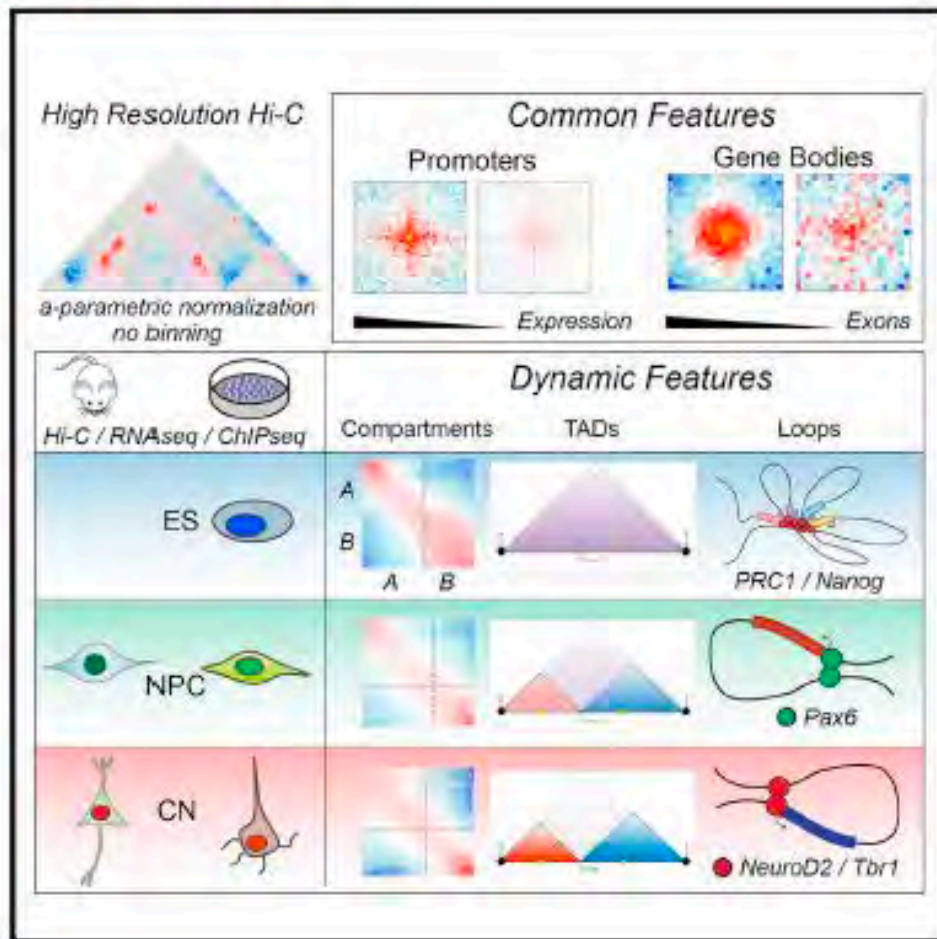 High Resolution Hi-C
a-parametric normalization
no binning
Common Features
Promoters
Gene Bodies
Expression
Exons
Hi-C / RNAseq / ChIPseq
Dynamic Features
Compartments
TADs
Loops
ES
A
B
A B
PRC1 / Nanog
NPC
Pax6
CN
NeuroD2 / Tbr1